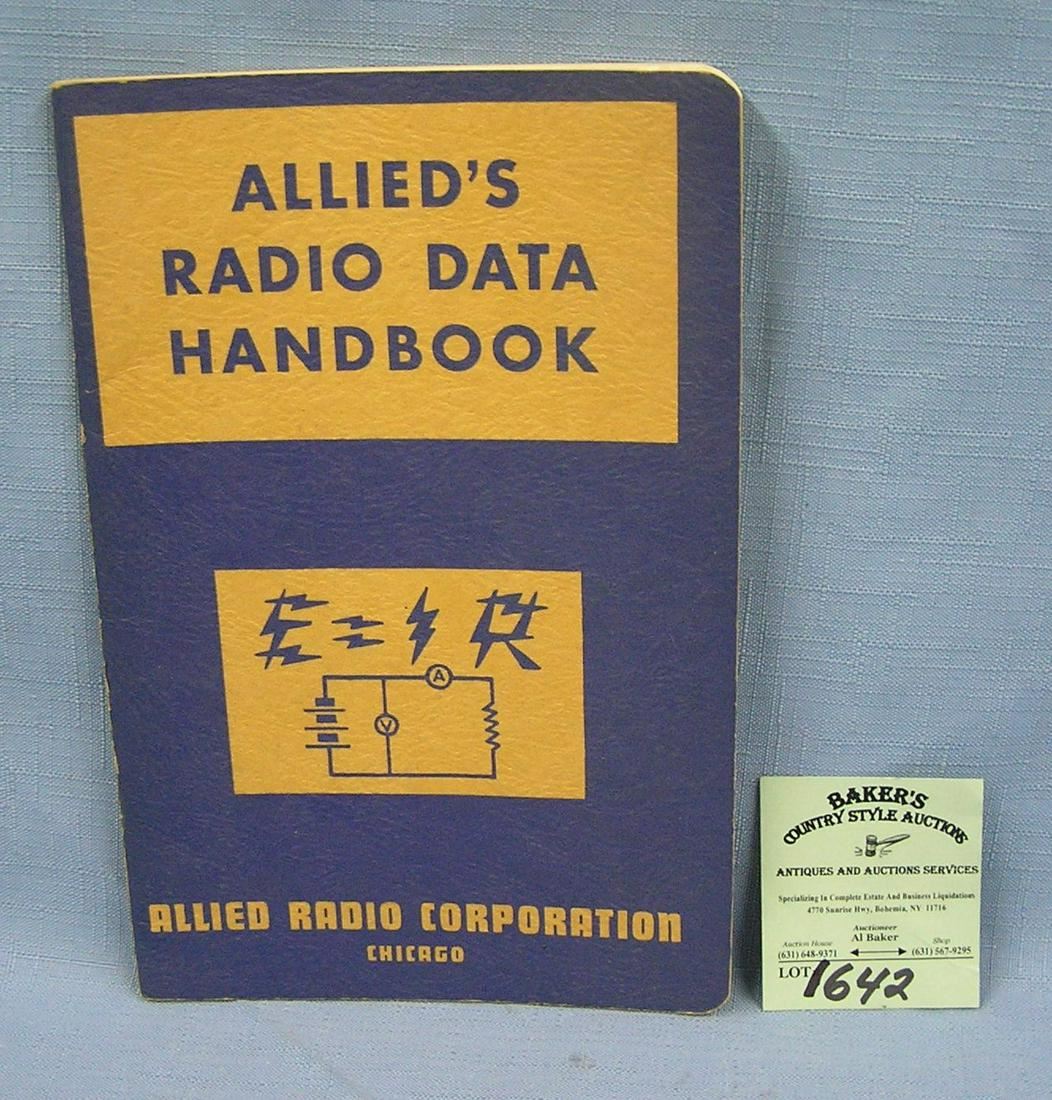 ALLIED'S
RADIO DATA
HANDBOOK
E=IR
A
V
ALLIED RADIO CORPORATION
CHICAGO
BAKER'S
COUNTRY STYLE AUCTIONS
ANTIQUES AND AUCTIONS SERVICES
Specializing In Complete Estate And Business Liquidations
4770 Sunrise Hwy, Bohemia, NY 11716
Auctioneer
Auction House Al Baker Shop
(631) 648-9371 (631) 567-9295
LOT 1642